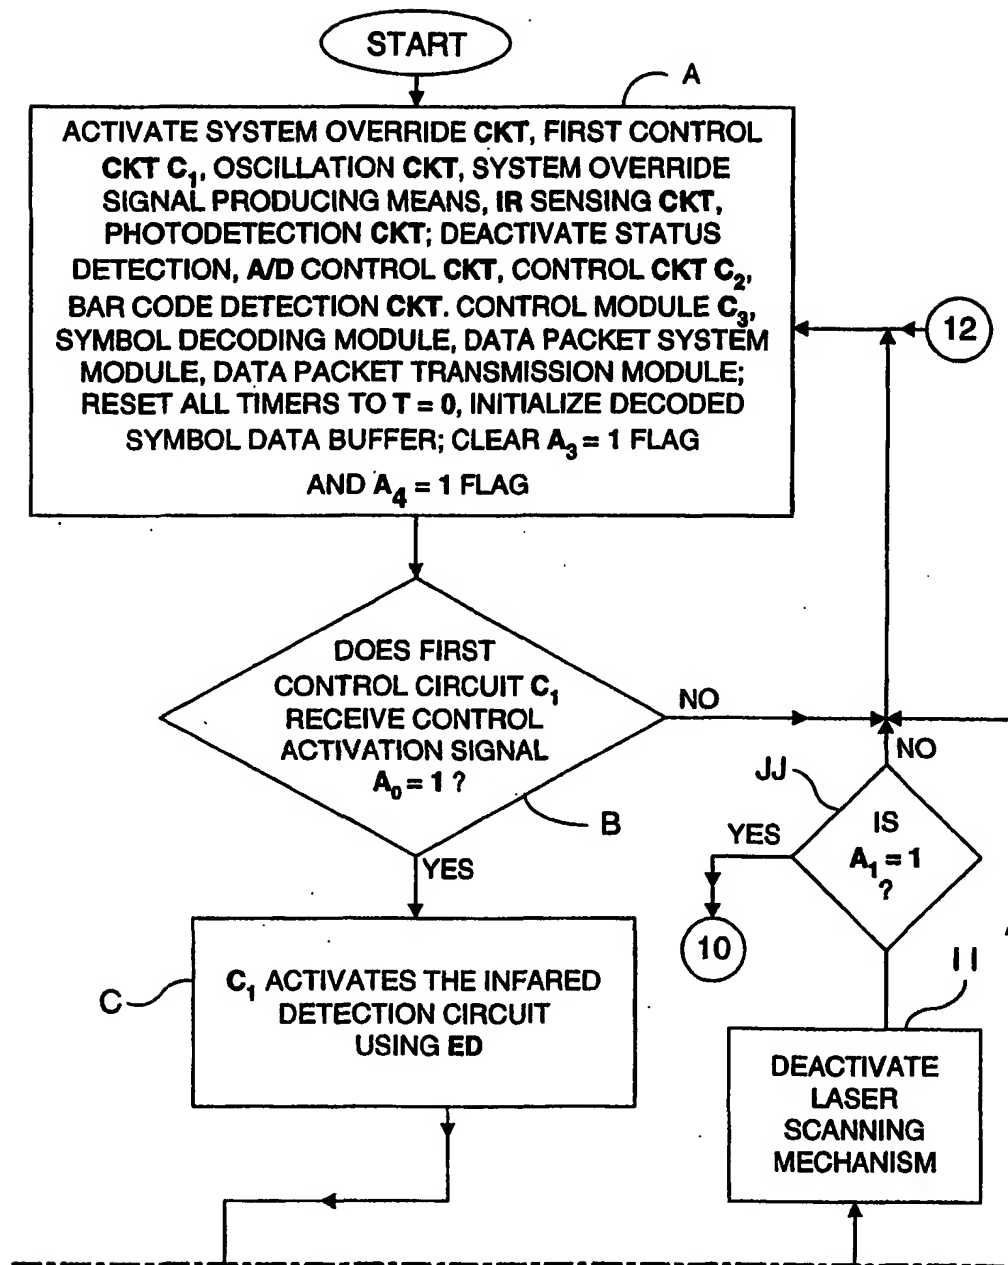 START
A
ACTIVATE SYSTEM OVERRIDE CKT, FIRST CONTROL
CKT C₁, OSCILLATION CKT, SYSTEM OVERRIDE
SIGNAL PRODUCING MEANS, IR SENSING CKT,
PHOTODETECTION CKT; DEACTIVATE STATUS
DETECTION, A/D CONTROL CKT, CONTROL CKT C₂,
BAR CODE DETECTION CKT. CONTROL MODULE C₃,
SYMBOL DECODING MODULE, DATA PACKET SYSTEM
MODULE, DATA PACKET TRANSMISSION MODULE;
RESET ALL TIMERS TO T = 0, INITIALIZE DECODED
SYMBOL DATA BUFFER; CLEAR A₃ = 1 FLAG
AND A₄ = 1 FLAG
12
DOES FIRST
CONTROL CIRCUIT C₁
RECEIVE CONTROL
ACTIVATION SIGNAL
A₀ = 1 ?
NO
B
YES
NO
JJ
IS
A₁ = 1
?
YES
10
C
C₁ ACTIVATES THE INFARED
DETECTION CIRCUIT
USING ED
II
DEACTIVATE
LASER
SCANNING
MECHANISM